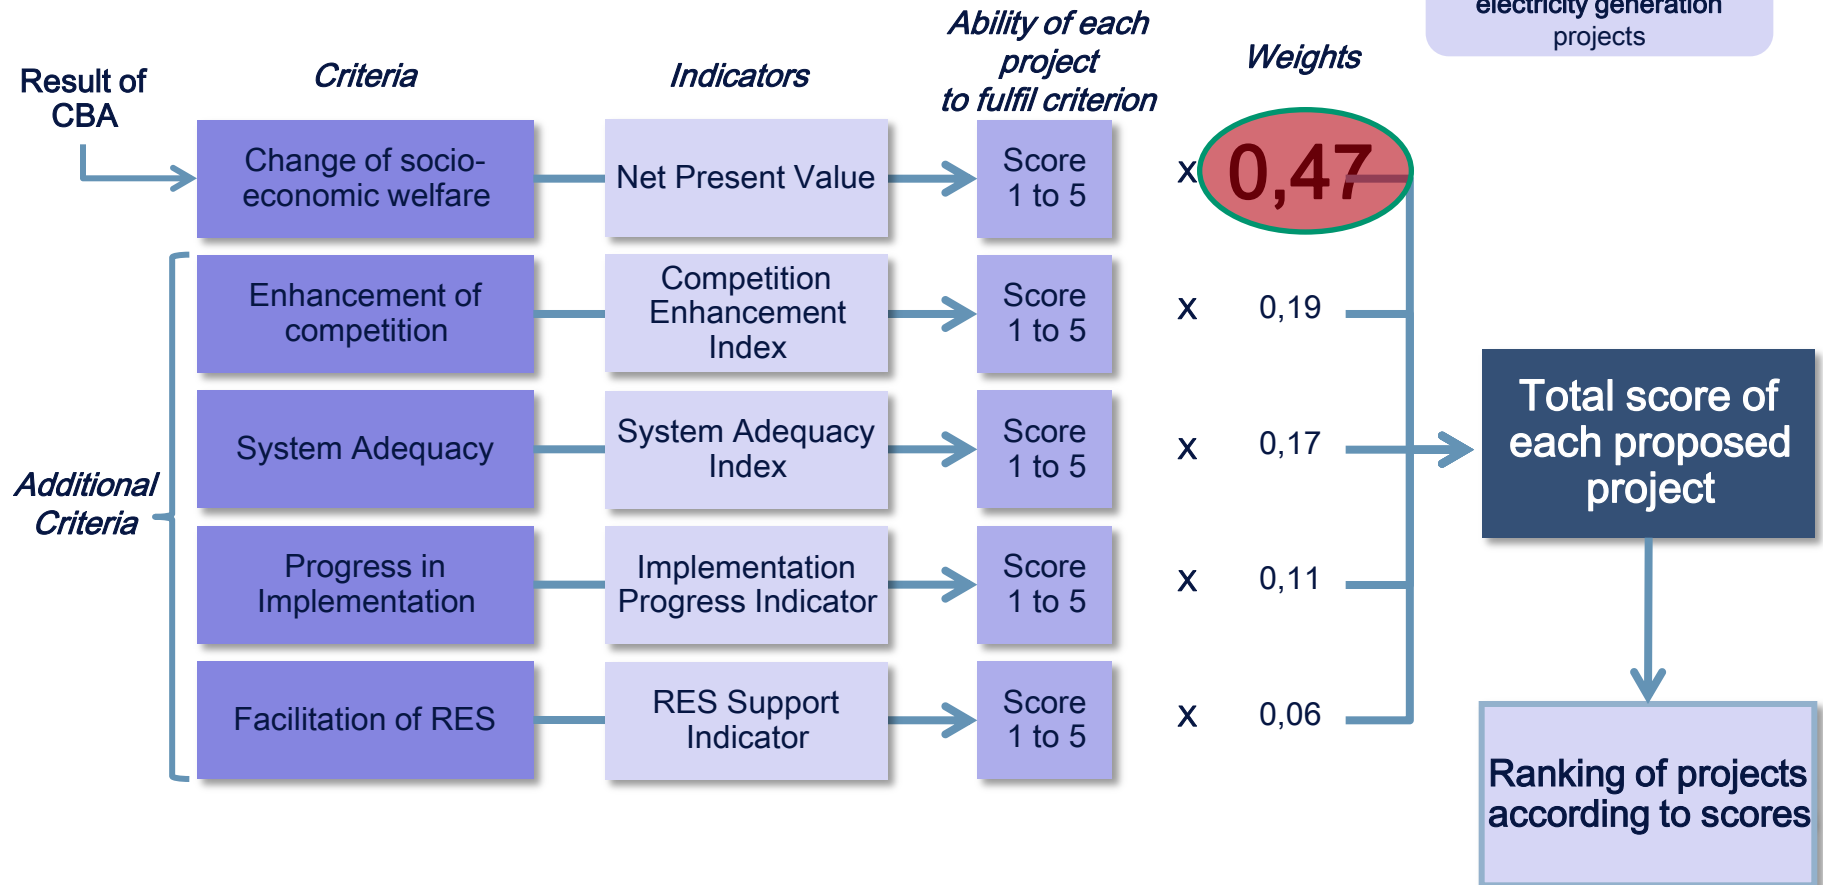 electricity generation
projects
Result of
CBA
Criteria
Indicators
Ability of each
project
to fulfil criterion
Weights
Change of socio-
economic welfare
Net Present Value
Score
1 to 5
x
0,47
Enhancement of
competition
Competition
Enhancement
Index
Score
1 to 5
x
0,19
System Adequacy
System Adequacy
Index
Score
1 to 5
x
0,17
Additional
Criteria
Progress in
Implementation
Implementation
Progress Indicator
Score
1 to 5
x
0,11
Facilitation of RES
RES Support
Indicator
Score
1 to 5
x
0,06
Total score of
each proposed
project
Ranking of projects
according to scores